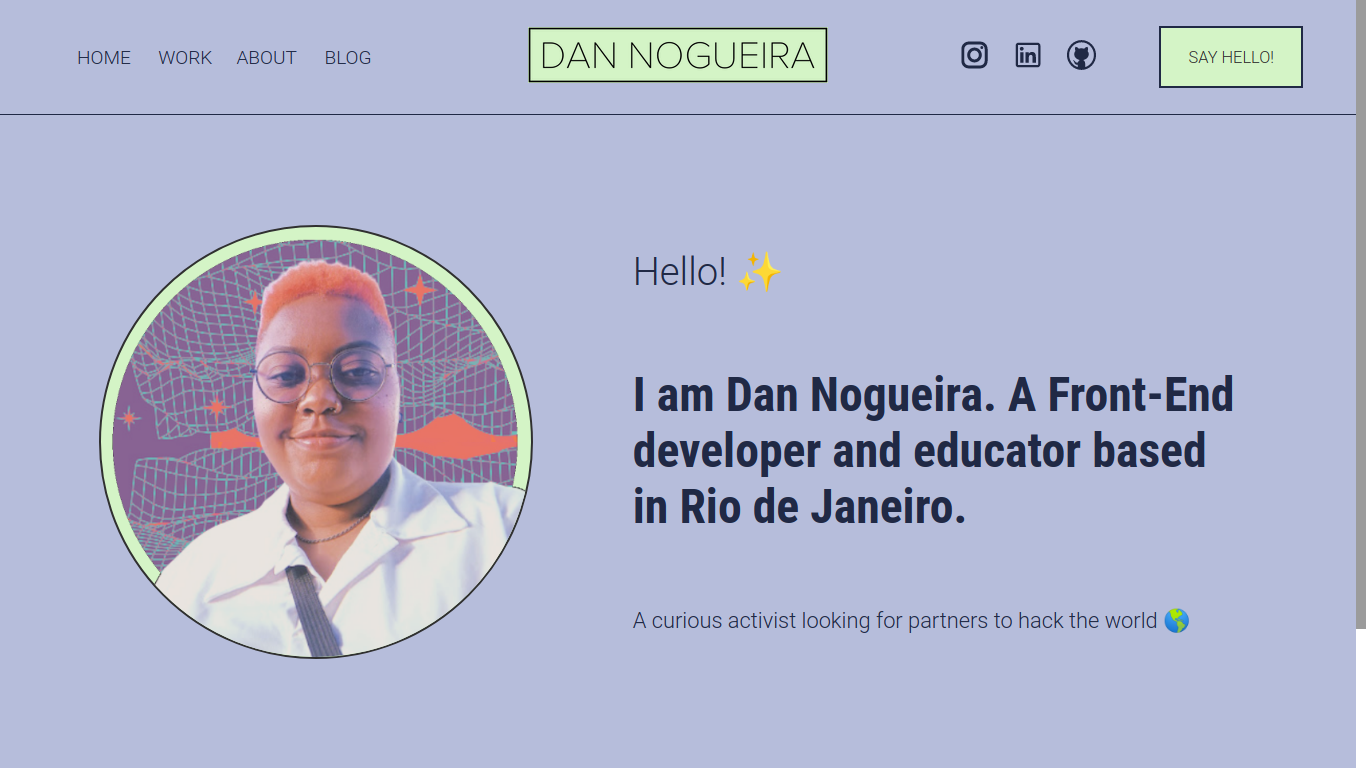 HOME WORK ABOUT BLOG
DAN NOGUEIRA
SAY HELLO!
Hello! ✨
I am Dan Nogueira. A Front-End
developer and educator based
in Rio de Janeiro.
A curious activist looking for partners to hack the world 🌎